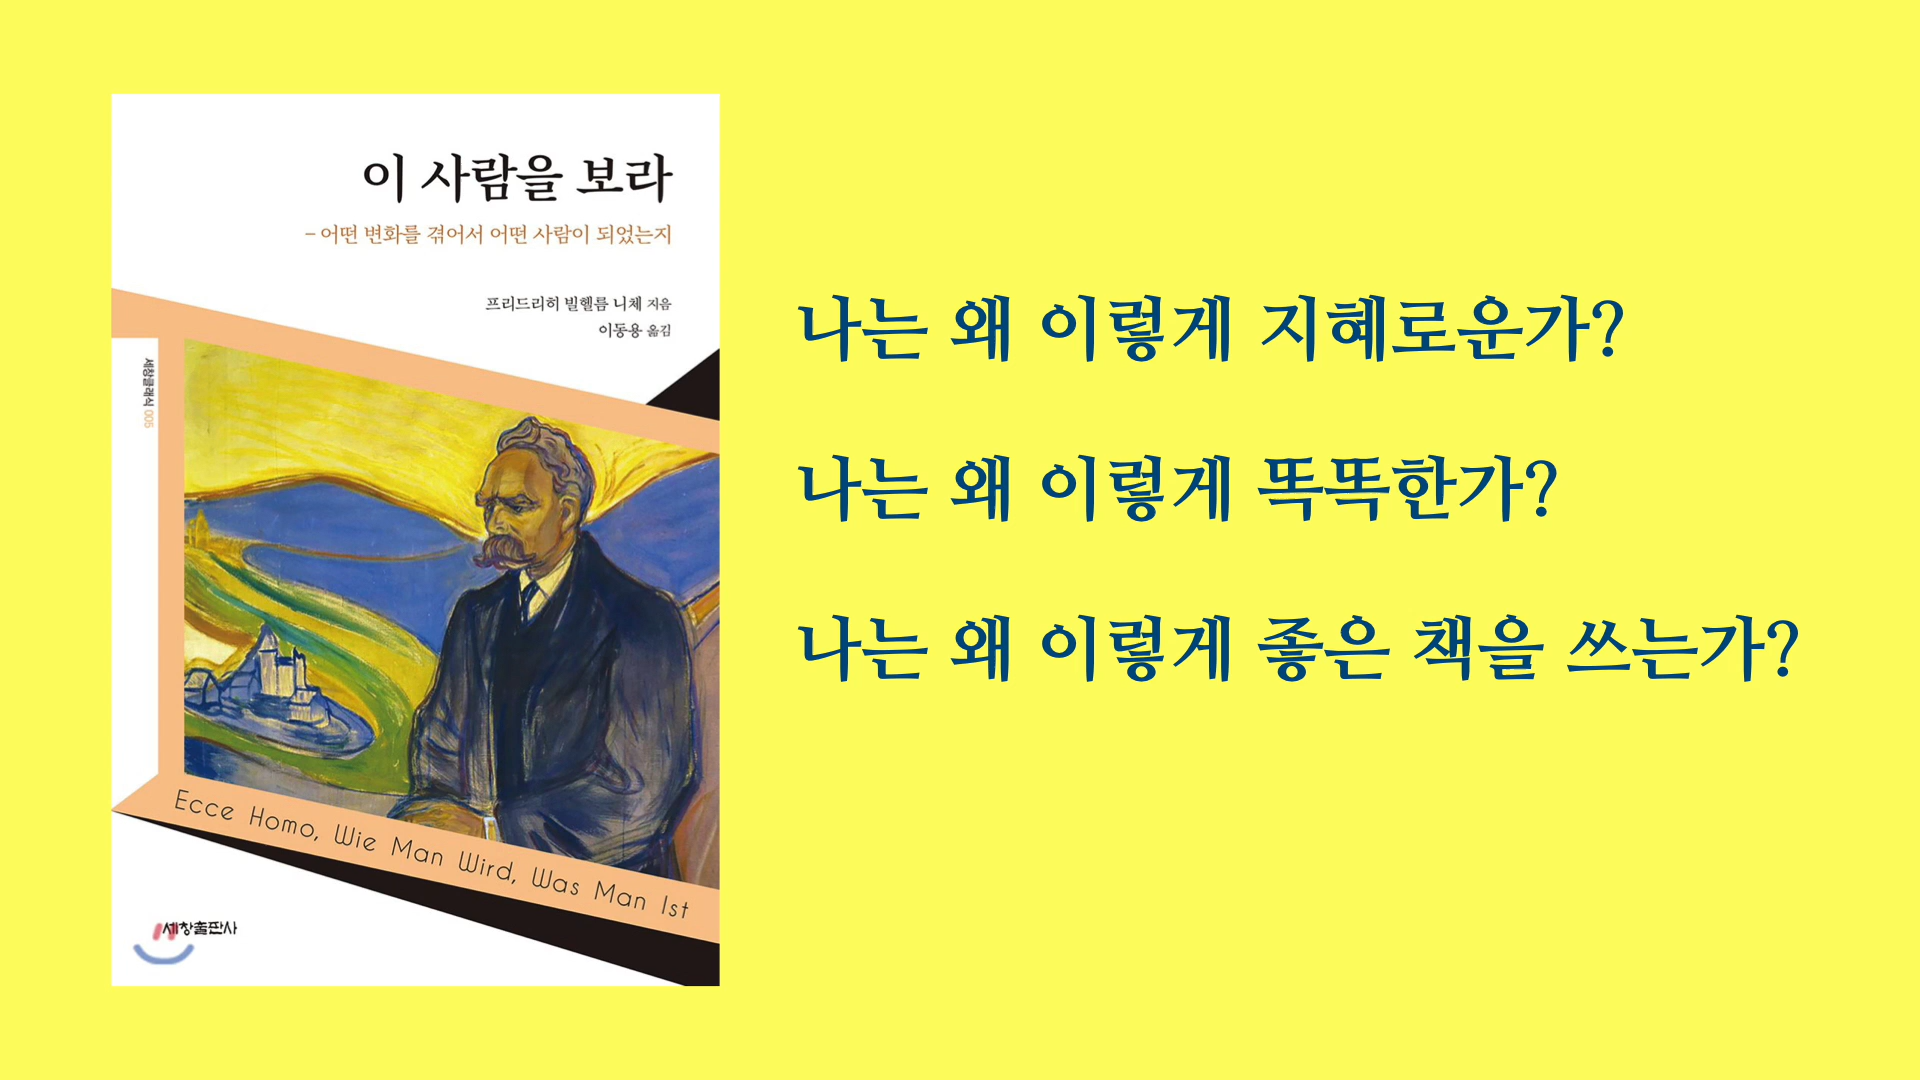 이 사람을 보라
- 어떤 변화를 겪어서 어떤 사람이 되었는지
프리드리히 빌헬름 니체 지음
이동용 옮김
세창클래식 005
Ecce Homo, Wie Man Wird, Was Man Ist
세창출판사
나는 왜 이렇게 지혜로운가?
나는 왜 이렇게 똑똑한가?
나는 왜 이렇게 좋은 책을 쓰는가?